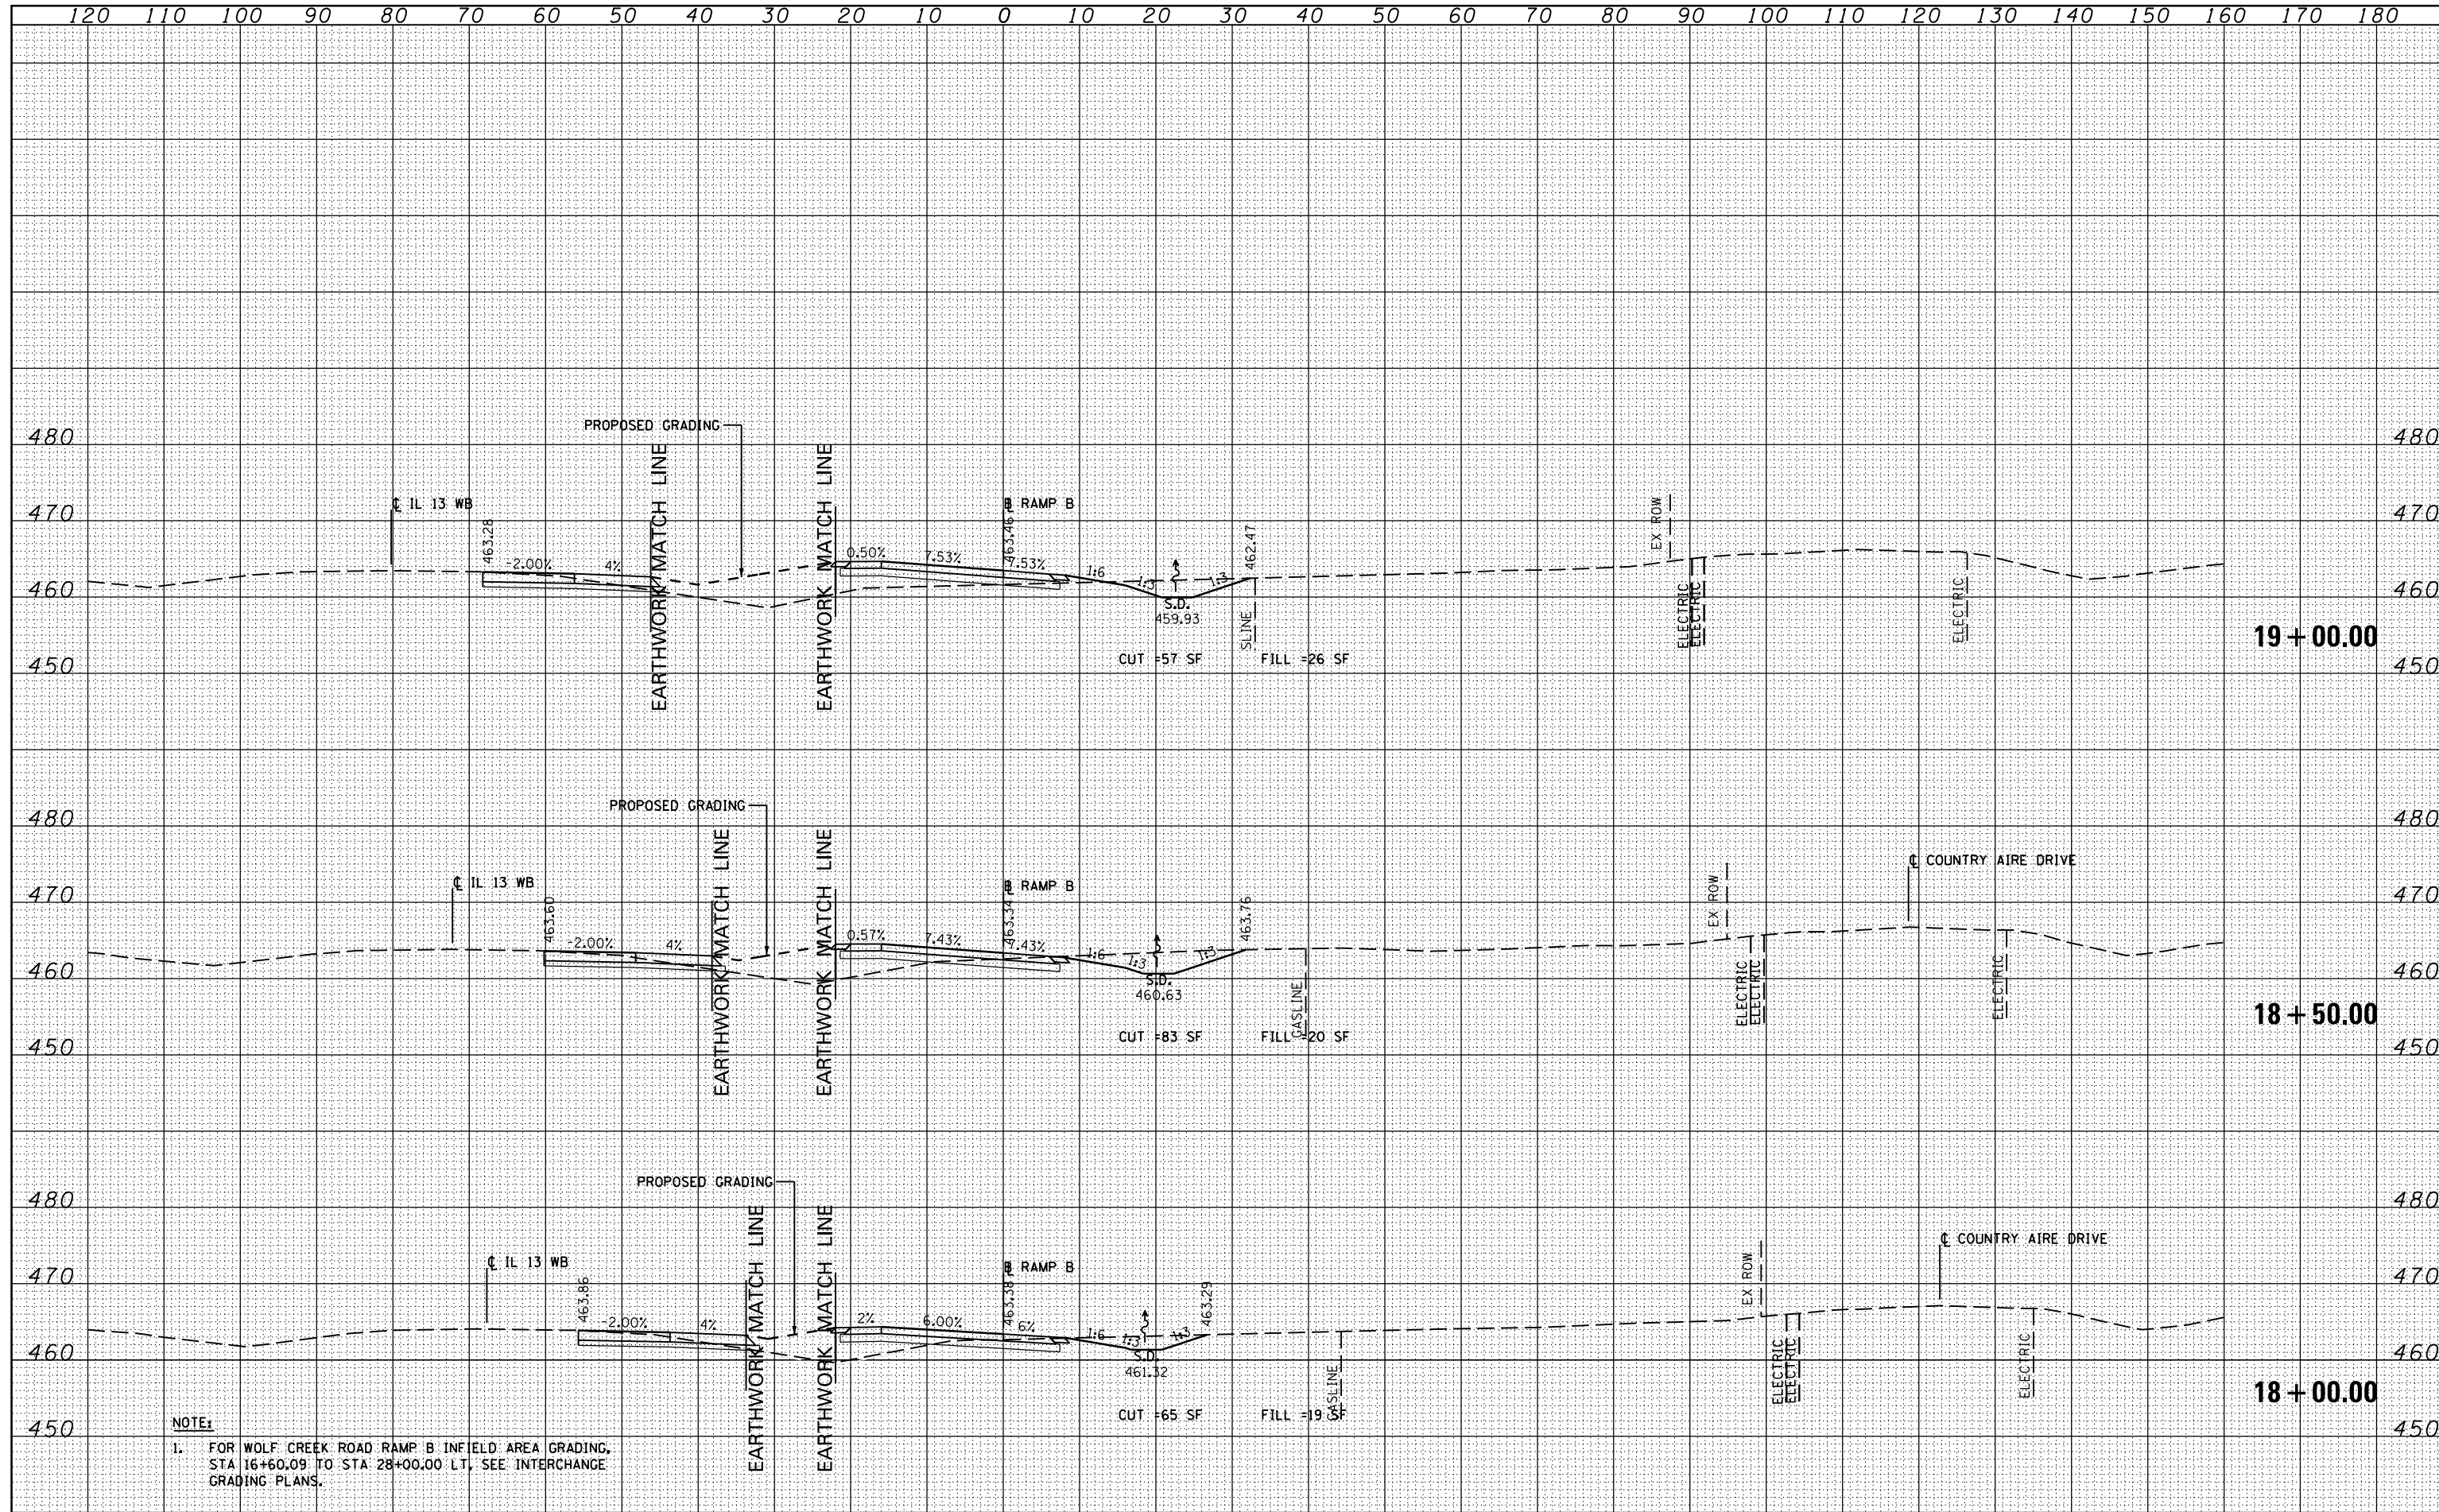 120 110 100 90 80 70 60 50 40 30 20 10 0 10 20 30 40 50 60 70 80 90 100 110 120 130 140 150 160 170 180
480 480
PROPOSED GRADING
EARTHWORK MATCH LINE
EARTHWORK MATCH LINE
470 470
℄ IL 13 WB
463.28
B RAMP B
463.46
462.47
EX ROW
-2.00% 4% 0.50% 7.53% 7.53% 1:6 1:3 1:3
460 460
S.D.
459.93
SLINE
ELECTRIC
ELECTRIC
ELECTRIC
19+00.00
CUT =57 SF FILL =26 SF
450 450
PROPOSED GRADING
480 480
EARTHWORK MATCH LINE
EARTHWORK MATCH LINE
℄ COUNTRY AIRE DRIVE
470 470
℄ IL 13 WB
463.60
B RAMP B
463.34
463.76
EX ROW
-2.00% 4% 0.57% 7.43% 7.43% 1:6 1:3 1:3
460 460
S.D.
460.63
GASLINE
ELECTRIC
ELECTRIC
ELECTRIC
18+50.00
CUT =83 SF FILL =20 SF
450 450
PROPOSED GRADING
480 480
EARTHWORK MATCH LINE
EARTHWORK MATCH LINE
℄ COUNTRY AIRE DRIVE
470 470
℄ IL 13 WB
463.86
B RAMP B
463.38
463.29
EX ROW
-2.00% 4% 2% 6.00% 6% 1:6 1:3 1:3
460 460
S.D.
461.32
GASLINE
ELECTRIC
ELECTRIC
ELECTRIC
18+00.00
CUT =65 SF FILL =19 SF
450 450
NOTE:
1. FOR WOLF CREEK ROAD RAMP B INFIELD AREA GRADING,
STA 16+60.09 TO STA 28+00.00 LT, SEE INTERCHANGE
GRADING PLANS.